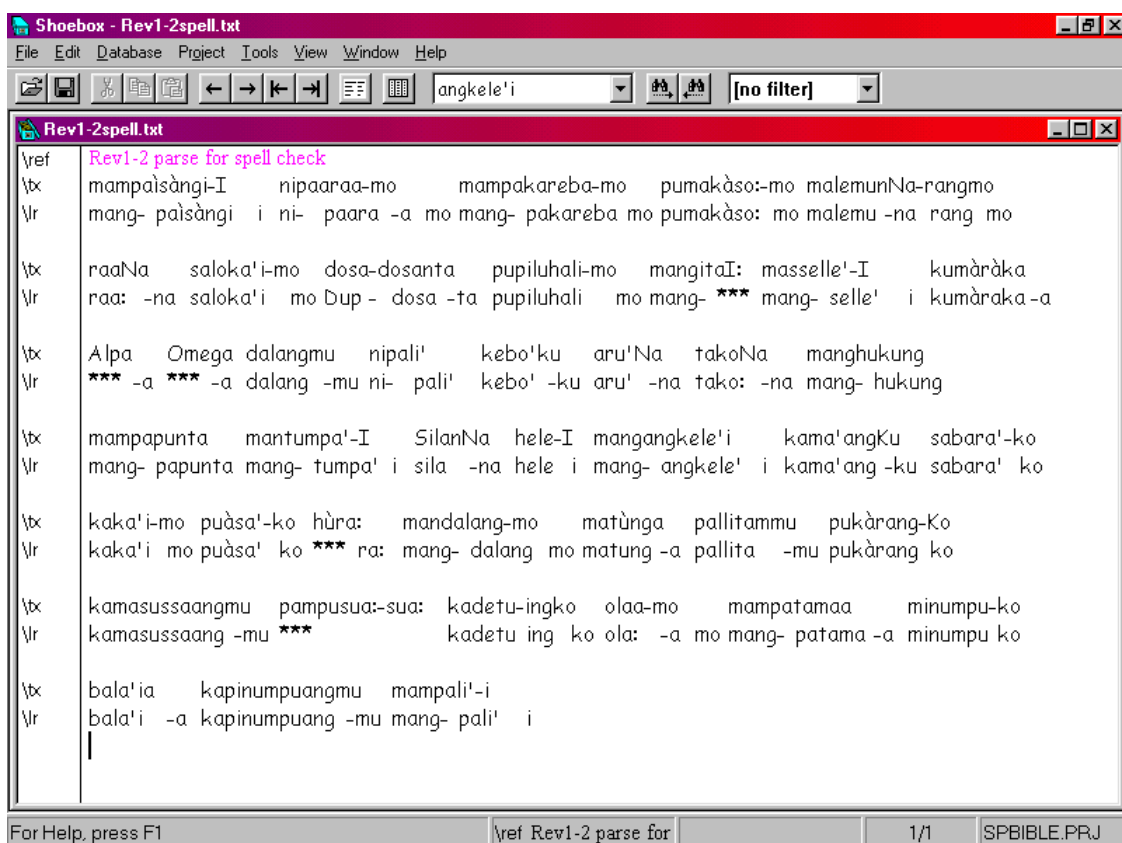 Shoebox - Rev1-2spell.txt
File Edit Database Project Tools View Window Help
angkele'i [no filter]
Rev1-2spell.txt
\ref Rev1-2 parse for spell check
\tx mampaìsàngi-I nipaaraa-mo mampakareba-mo pumakàso:-mo malemunNa-rangmo
\lr mang- paìsàngi i ni- paara -a mo mang- pakareba mo pumakàso: mo malemu -na rang mo
\tx raaNa saloka'i-mo dosa-dosanta pupiluhali-mo mangitaI: masselle'-I kumàràka
\lr raa: -na saloka'i mo Dup - dosa -ta pupiluhali mo mang- *** mang- selle' i kumàraka -a
\tx Alpa Omega dalangmu nipali' kebo'ku aru'Na takoNa manghukung
\lr *** -a *** -a dalang -mu ni- pali' kebo' -ku aru' -na tako: -na mang- hukung
\tx mampapunta mantumpa'-I SilanNa hele-I mangangkele'i kama'angKu sabara'-ko
\lr mang- papunta mang- tumpa' i sila -na hele i mang- angkele' i kama'ang -ku sabara' ko
\tx kaka'i-mo puàsa'-ko hùra: mandalang-mo matùnga pallitammu pukàrang-Ko
\lr kaka'i mo puàsa' ko *** ra: mang- dalang mo matung -a pallita -mu pukàrang ko
\tx kamasussaangmu pampusua:-sua: kadetu-ingko olaa-mo mampatamaa minumpu-ko
\lr kamasussaang -mu *** kadetu ing ko ola: -a mo mang- patama -a minumpu ko
\tx bala'ia kapinumpuangmu mampali'-i
\lr bala'i -a kapinumpuang -mu mang- pali' i
For Help, press F1 \ref Rev1-2 parse for 1/1 SPBIBLE.PRJ